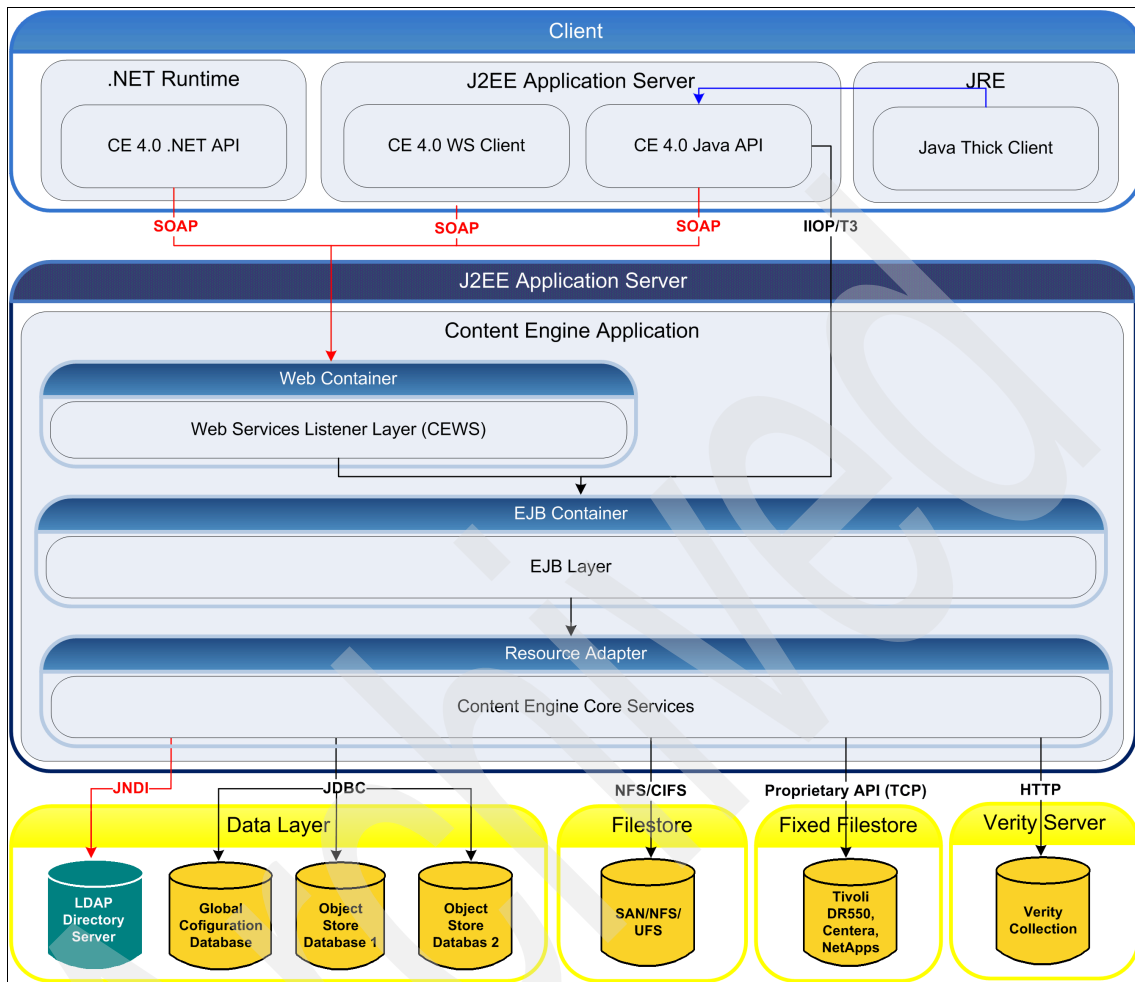 Client
.NET Runtime
J2EE Application Server
JRE
CE 4.0 .NET API
CE 4.0 WS Client
CE 4.0 Java API
Java Thick Client
SOAP
SOAP
SOAP
IIOP/T3
J2EE Application Server
Content Engine Application
Web Container
Web Services Listener Layer (CEWS)
EJB Container
EJB Layer
Resource Adapter
Content Engine Core Services
JNDI
JDBC
NFS/CIFS
Proprietary API (TCP)
HTTP
Data Layer
Filestore
Fixed Filestore
Verity Server
LDAP
Directory
Server
Global
Cofiguration
Database
Object
Store
Database 1
Object
Store
Databas 2
SAN/NFS/
UFS
Tivoli
DR550,
Centera,
NetApps
Verity
Collection
Archived